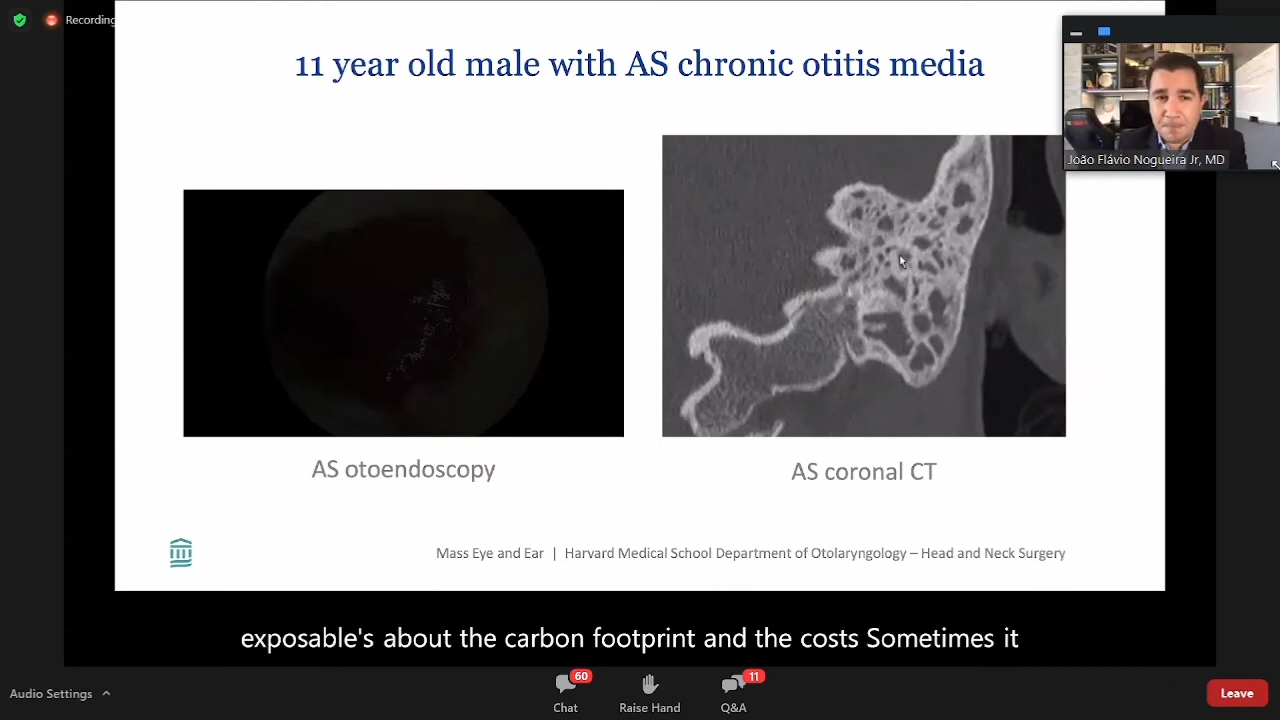 Recording
11 year old male with AS chronic otitis media
João Flávio Nogueira Jr, MD
AS otoendoscopy
AS coronal CT
Mass Eye and Ear | Harvard Medical School Department of Otolaryngology – Head and Neck Surgery
exposable's about the carbon footprint and the costs Sometimes it
Audio Settings
60
Chat
Raise Hand
11
Q&A
Leave